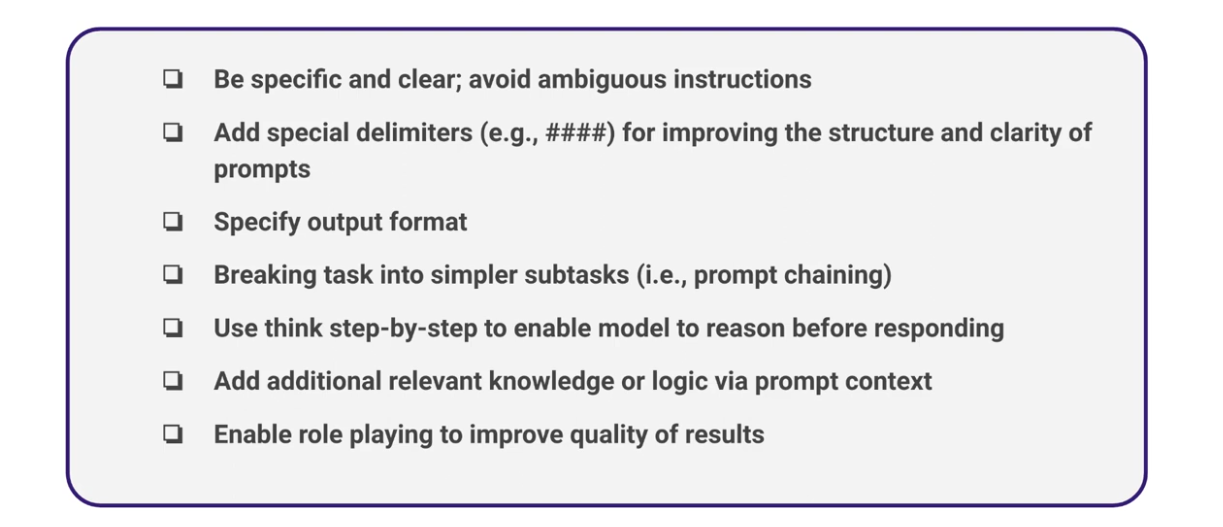 ❏ Be specific and clear; avoid ambiguous instructions
❏ Add special delimiters (e.g., ####) for improving the structure and clarity of
prompts
❏ Specify output format
❏ Breaking task into simpler subtasks (i.e., prompt chaining)
❏ Use think step-by-step to enable model to reason before responding
❏ Add additional relevant knowledge or logic via prompt context
❏ Enable role playing to improve quality of results